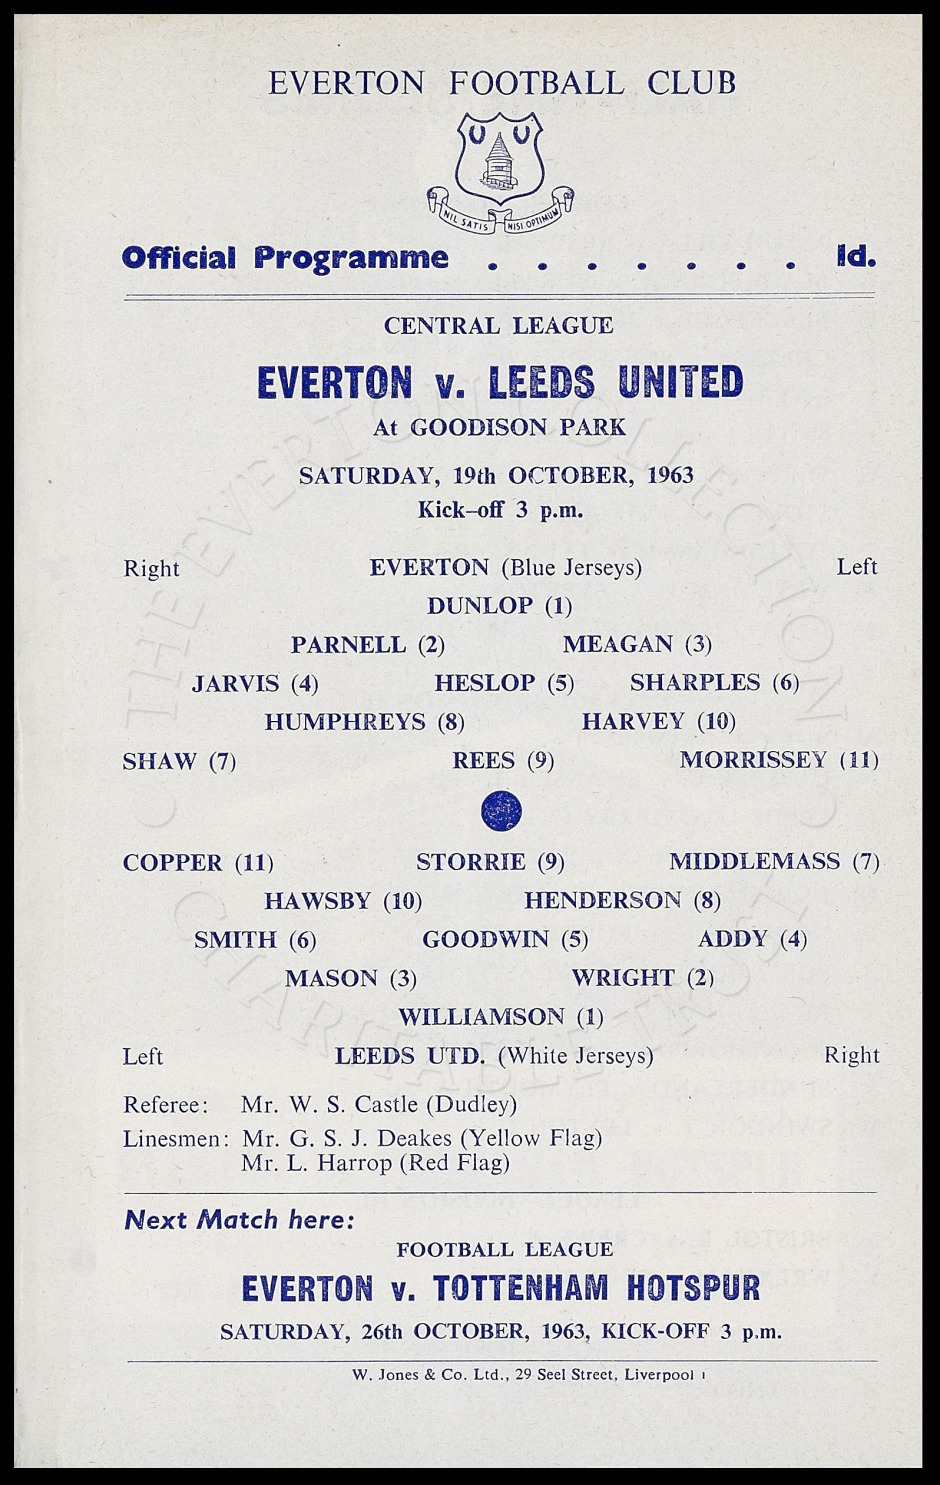 EVERTON FOOTBALL CLUB
NIL SATIS NISI OPTIMUM
Official Programme . . . . . . . 1d.
CENTRAL LEAGUE
EVERTON v. LEEDS UNITED
At GOODISON PARK
SATURDAY, 19th OCTOBER, 1963
Kick-off 3 p.m.
Right EVERTON (Blue Jerseys) Left
DUNLOP (1)
PARNELL (2) MEAGAN (3)
JARVIS (4) HESLOP (5) SHARPLES (6)
HUMPHREYS (8) HARVEY (10)
SHAW (7) REES (9) MORRISSEY (11)
COPPER (11) STORRIE (9) MIDDLEMASS (7)
HAWSBY (10) HENDERSON (8)
SMITH (6) GOODWIN (5) ADDY (4)
MASON (3) WRIGHT (2)
WILLIAMSON (1)
Left LEEDS UTD. (White Jerseys) Right
Referee: Mr. W. S. Castle (Dudley)
Linesmen: Mr. G. S. J. Deakes (Yellow Flag)
Mr. L. Harrop (Red Flag)
Next Match here:
FOOTBALL LEAGUE
EVERTON v. TOTTENHAM HOTSPUR
SATURDAY, 26th OCTOBER, 1963, KICK-OFF 3 p.m.
W. Jones & Co. Ltd., 29 Seel Street, Liverpool 1
THE EVERTON COLLECTION CHARITABLE TRUST